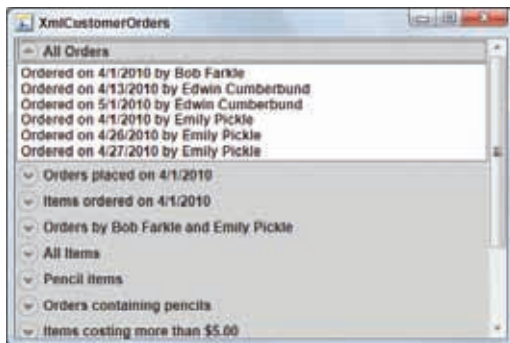 XmlCustomerOrders
All Orders
Ordered on 4/1/2010 by Bob Farkle
Ordered on 4/13/2010 by Edwin Cumberbund
Ordered on 5/1/2010 by Edwin Cumberbund
Ordered on 4/1/2010 by Emily Pickle
Ordered on 4/26/2010 by Emily Pickle
Ordered on 4/27/2010 by Emily Pickle
Orders placed on 4/1/2010
Items ordered on 4/1/2010
Orders by Bob Farkle and Emily Pickle
All Items
Pencil items
Orders containing pencils
Items costing more than $5.00